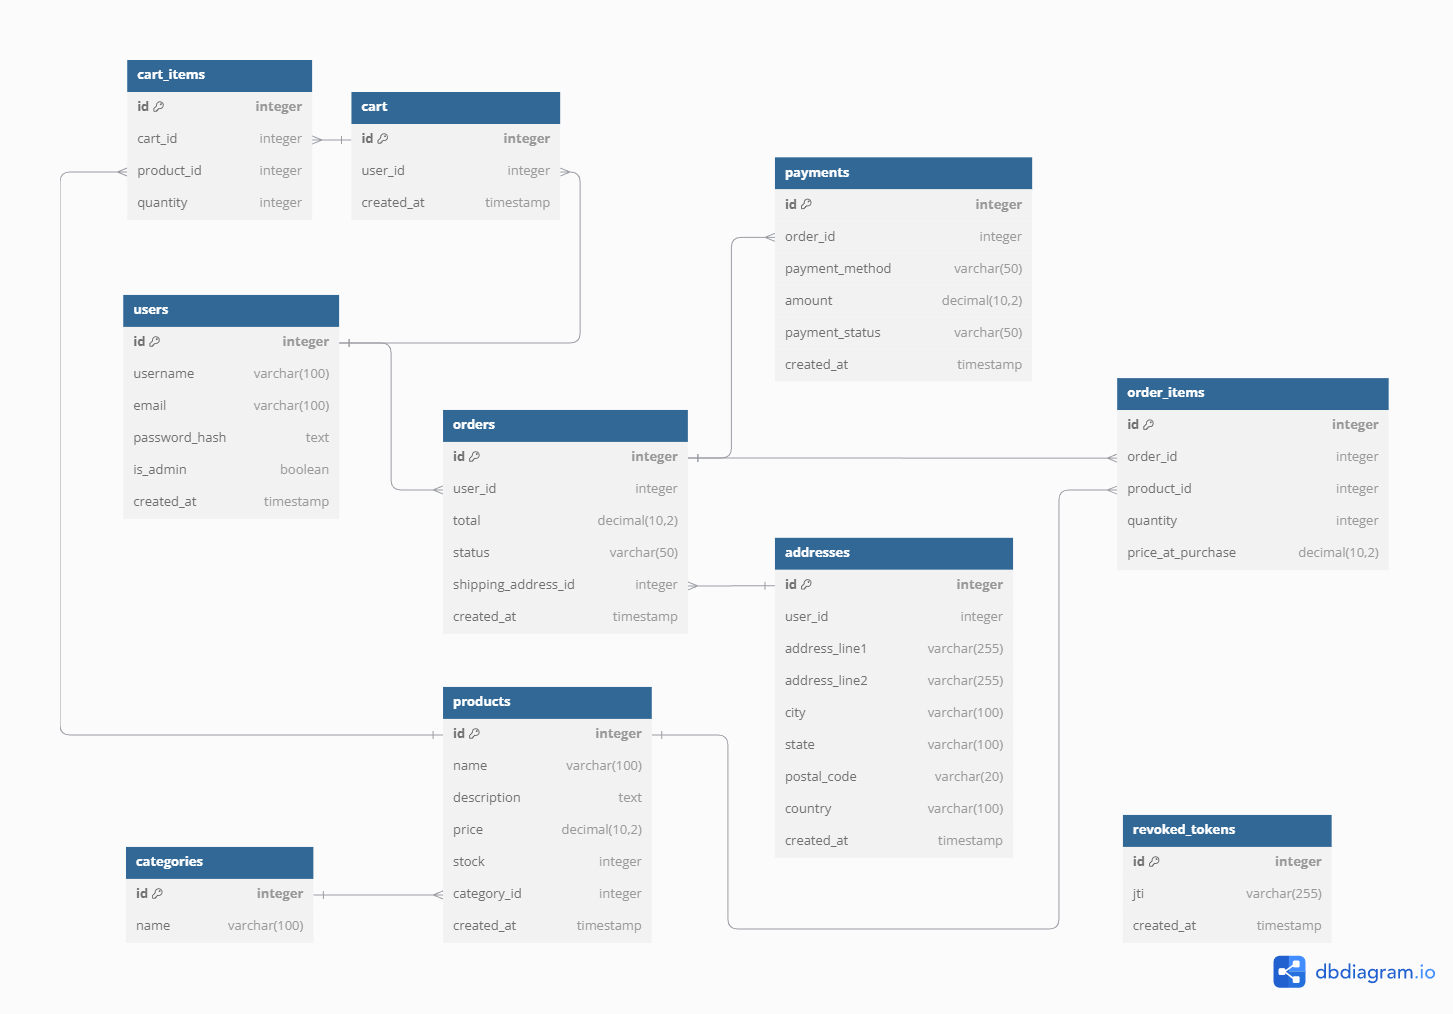 cart_items
id integer
cart_id integer
product_id integer
quantity integer
cart
id integer
user_id integer
created_at timestamp
payments
id integer
order_id integer
payment_method varchar(50)
amount decimal(10,2)
payment_status varchar(50)
created_at timestamp
users
id integer
username varchar(100)
email varchar(100)
password_hash text
is_admin boolean
created_at timestamp
orders
id integer
user_id integer
total decimal(10,2)
status varchar(50)
shipping_address_id integer
created_at timestamp
order_items
id integer
order_id integer
product_id integer
quantity integer
price_at_purchase decimal(10,2)
addresses
id integer
user_id integer
address_line1 varchar(255)
address_line2 varchar(255)
city varchar(100)
state varchar(100)
postal_code varchar(20)
country varchar(100)
created_at timestamp
products
id integer
name varchar(100)
description text
price decimal(10,2)
stock integer
category_id integer
created_at timestamp
categories
id integer
name varchar(100)
revoked_tokens
id integer
jti varchar(255)
created_at timestamp
dbdiagram.io